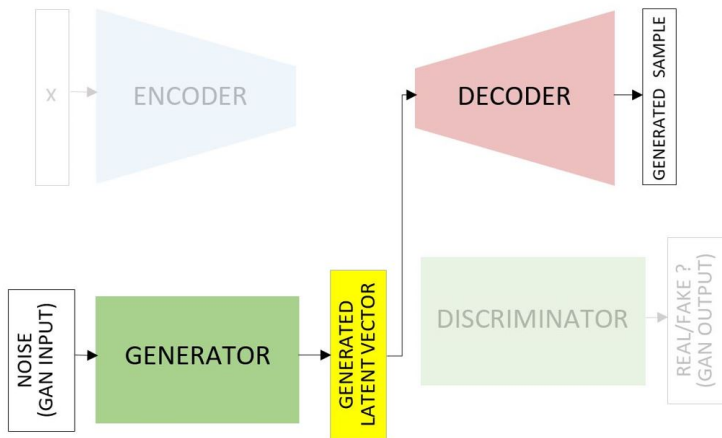 X
ENCODER
DECODER
GENERATED SAMPLE
NOISE
(GAN INPUT)
GENERATOR
GENERATED
LATENT VECTOR
DISCRIMINATOR
REAL/FAKE ?
(GAN OUTPUT)